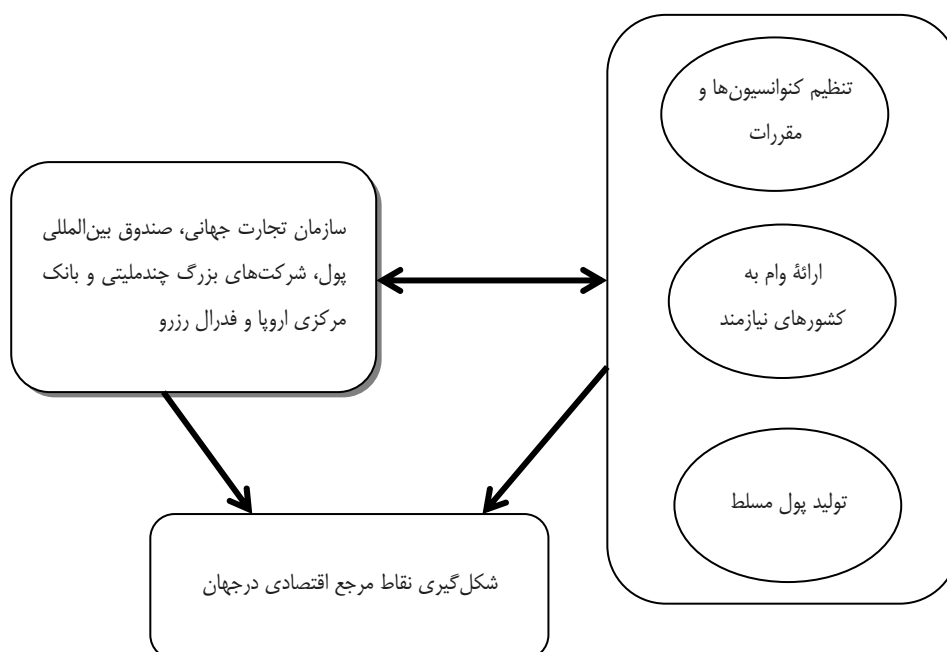 تنظیم کنوانسیون‌ها و
مقررات
ارائهٔ وام به
کشورهای نیازمند
تولید پول مسلط
سازمان تجارت جهانی، صندوق بین‌المللی
پول، شرکت‌های بزرگ چندملیتی و بانک
مرکزی اروپا و فدرال رزرو
شکل‌گیری نقاط مرجع اقتصادی درجهان